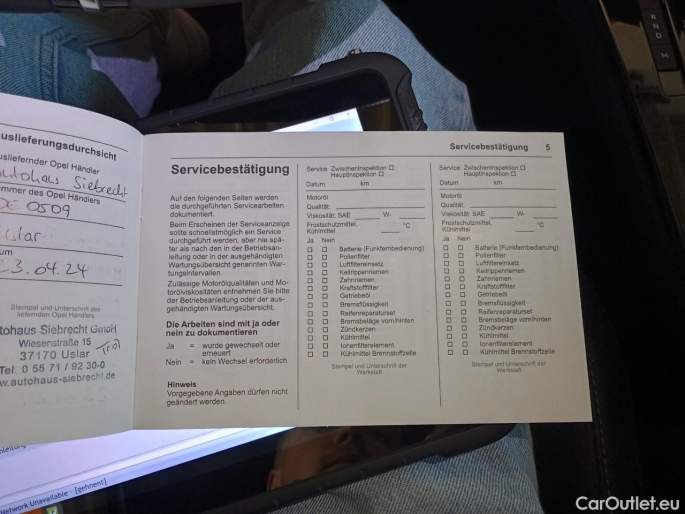 uslieferungsdurchsicht
usliefernder Opel Händler
utohaus Siebrecht
ummer des Opel Händlers
DE 0509
Uslar
um
23.04.24
Stempel und Unterschrift des
liefernden Opel Händlers
tohaus Siebrecht GmbH
Wiesenstraße 15
37170 Uslar
Tel. 0 55 71 / 92 30-0
www.autohaus-siebrecht.de
Servicebestätigung 5
Servicebestätigung
Auf den folgenden Seiten werden
die durchgeführten Servicearbeiten
dokumentiert.
Beim Erscheinen der Serviceanzeige
sollte schnellstmöglich ein Service
durchgeführt werden, aber nie spä-
ter als nach den in der Betriebsan-
leitung oder in der ausgehändigten
Wartungsübersicht genannten War-
tungsintervallen.
Zulässige Motorölqualitäten und Mo-
torölviskositäten entnehmen Sie bitte
der Betriebsanleitung oder der aus-
gehändigten Wartungsübersicht.
Die Arbeiten sind mit ja oder
nein zu dokumentieren
Ja = wurde gewechselt oder
erneuert
Nein = kein Wechsel erforderlich
Hinweis
Vorgegebene Angaben dürfen nicht
geändert werden.
Service Zwischeninspektion
Hauptinspektion
Datum km
Motoröl
Qualität:
Viskosität: SAE W-
Frostschutzmittel, °C
Kühlmittel
Ja Nein
Batterie (Funkfernbedienung)
Pollenfilter
Luftfiltereinsatz
Keilrippenriemen
Zahnriemen
Kraftstofffilter
Getriebeöl
Bremsflüssigkeit
Reifenreparaturset
Bremsbeläge vorn/hinten
Zündkerzen
Kühlmittel
Ionenfilterelement
Kühlmittel Brennstoffzelle
Stempel und Unterschrift der
Werkstatt
Service Zwischeninspektion
Hauptinspektion
Datum km
Motoröl
Qualität:
Viskosität: SAE W-
Frostschutzmittel, °C
Kühlmittel
Ja Nein
Batterie (Funkfernbedienung)
Pollenfilter
Luftfiltereinsatz
Keilrippenriemen
Zahnriemen
Kraftstofffilter
Getriebeöl
Bremsflüssigkeit
Reifenreparaturset
Bremsbeläge vorn/hinten
Zündkerzen
Kühlmittel
Ionenfilterelement
Kühlmittel Brennstoffzelle
Stempel und Unterschrift der
Werkstatt
R
N
D
M
etwork Unavailable - [gehnent]
CarOutlet.eu